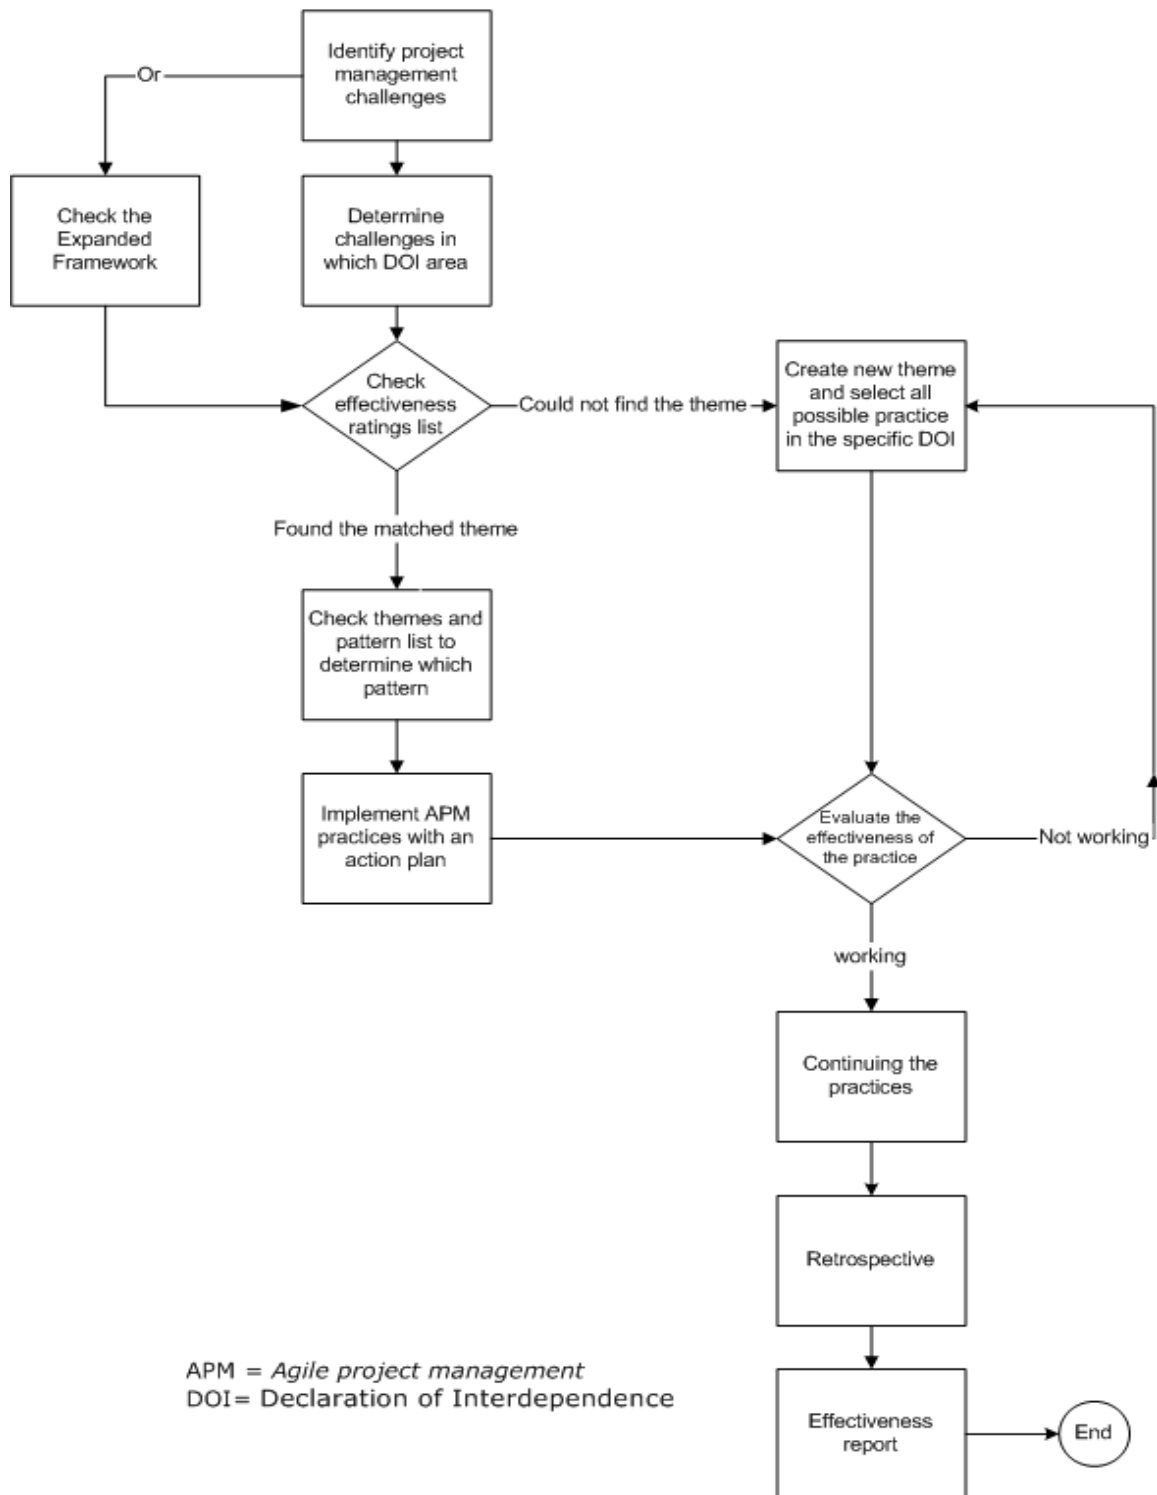 Identify project
management
challenges
Or
Check the
Expanded
Framework
Determine
challenges in
which DOI area
Check
effectiveness
ratings list
Could not find the theme
Create new theme
and select all
possible practice
in the specific DOI
Found the matched theme
Check themes and
pattern list to
determine which
pattern
Implement APM
practices with an
action plan
Evaluate the
effectiveness of
the practice
Not working
working
Continuing the
practices
Retrospective
APM = Agile project management
DOI= Declaration of Interdependence
Effectiveness
report
End